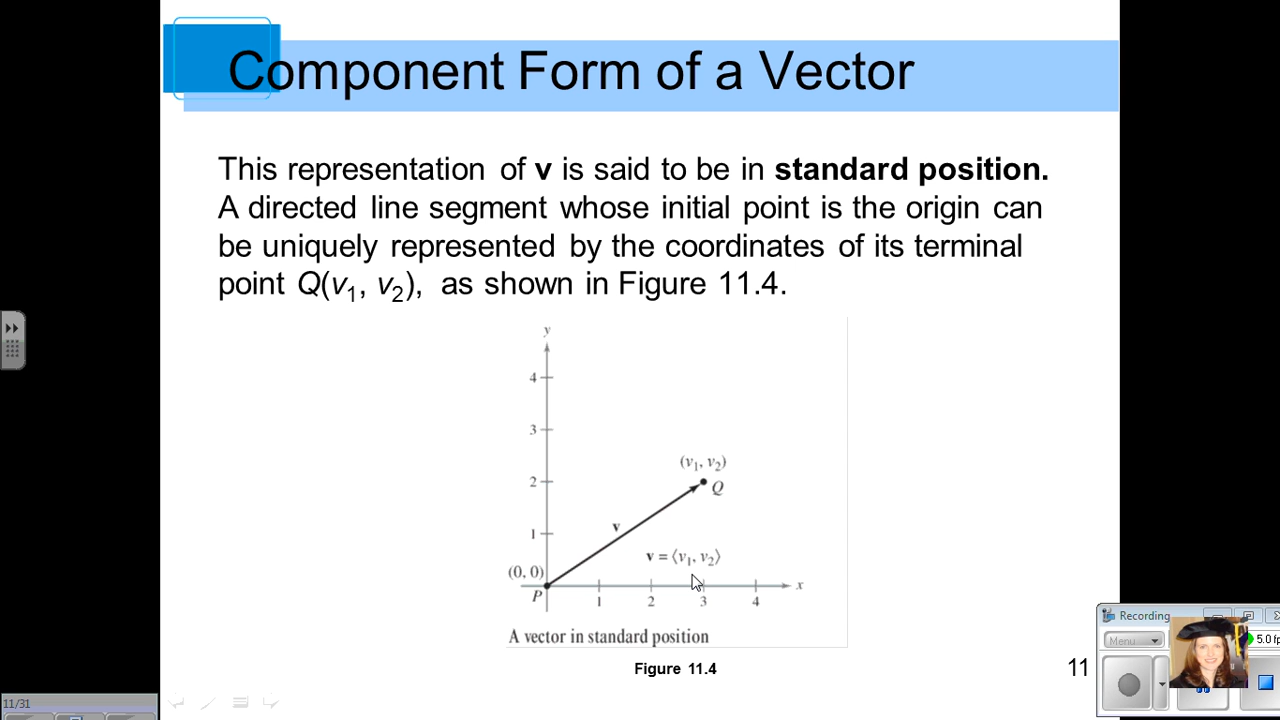 Component Form of a Vector
This representation of v is said to be in standard position.
A directed line segment whose initial point is the origin can
be uniquely represented by the coordinates of its terminal
point Q(v1, v2), as shown in Figure 11.4.
y
4
3
(v1, v2)
2
Q
v
1
v = ⟨v1, v2⟩
(0, 0)
x
P
1 2 3 4
A vector in standard position
Figure 11.4
11
Recording
Menu
5.0 fp
11/31